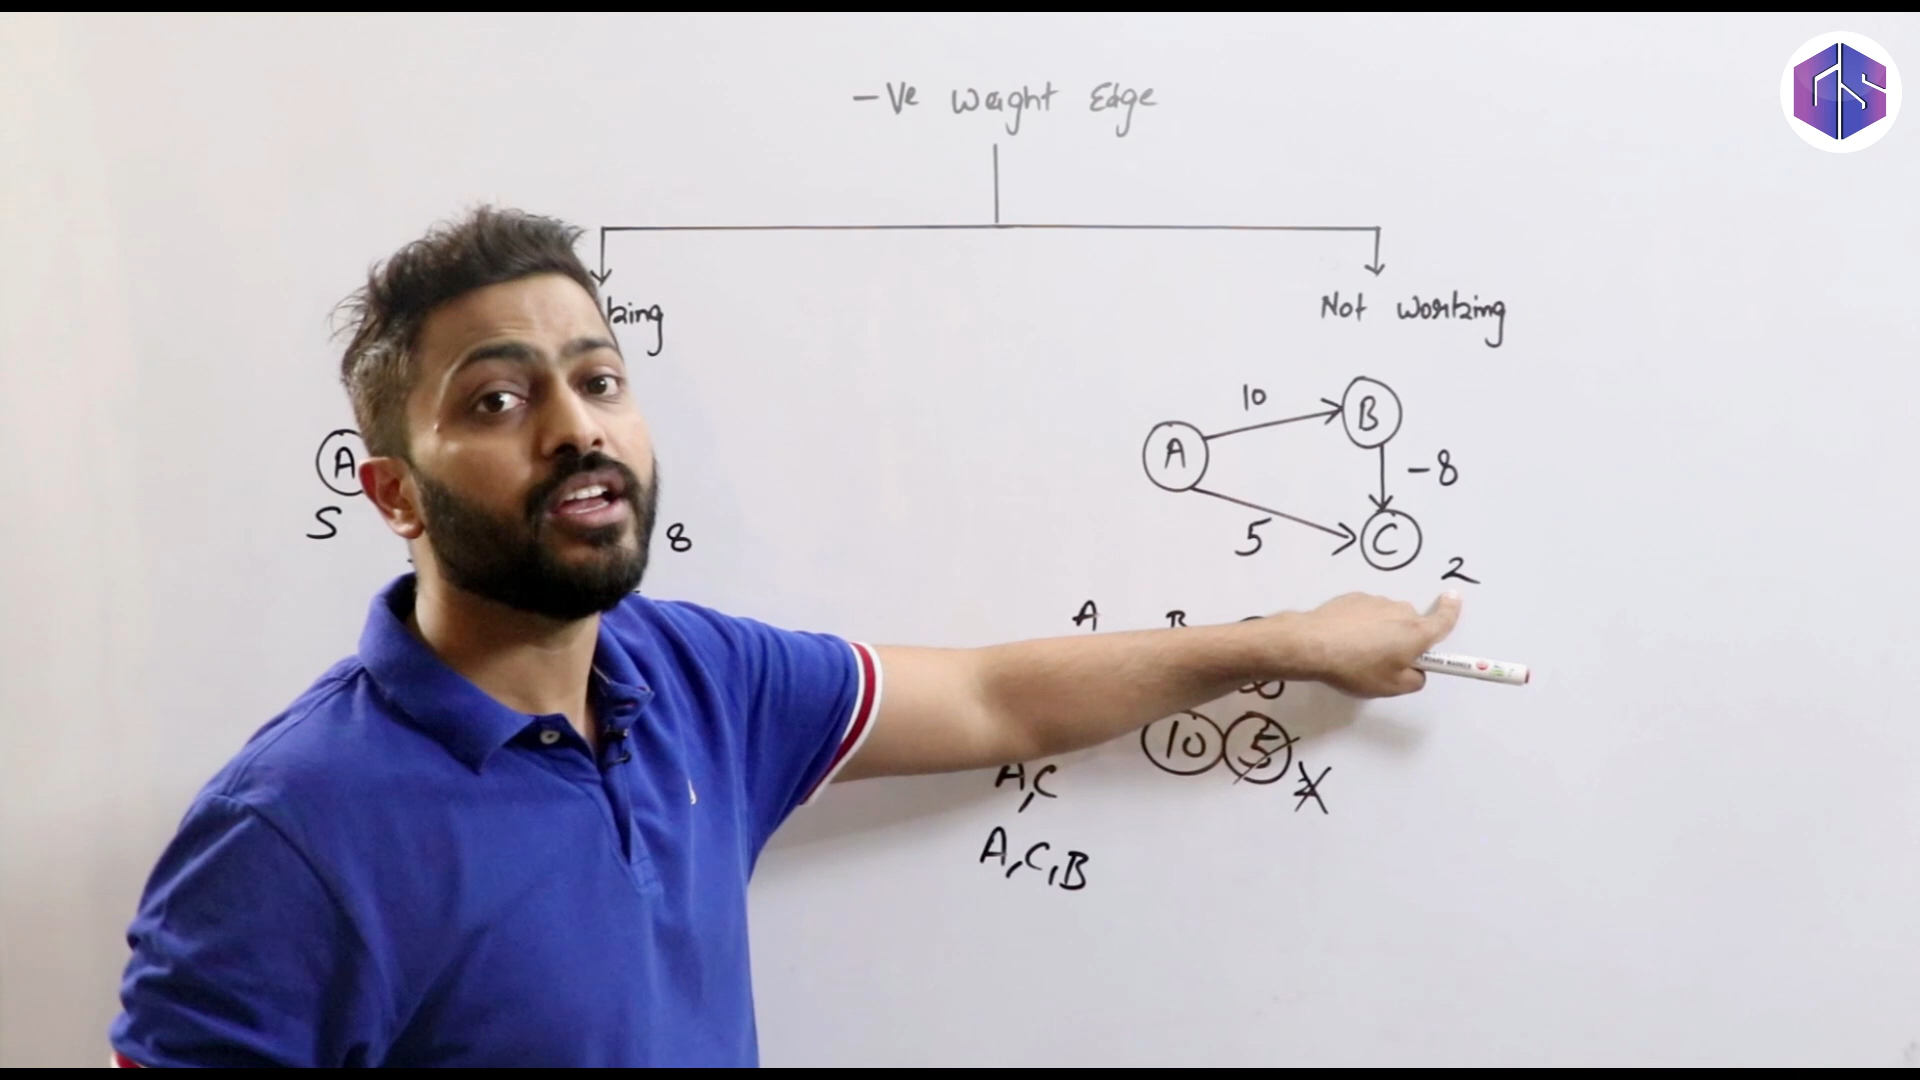 -Ve Weight Edge
king
Not working
A
S
8
A
10
B
-8
5
C
2
A B
∞
10 5
A,C
A,C,B